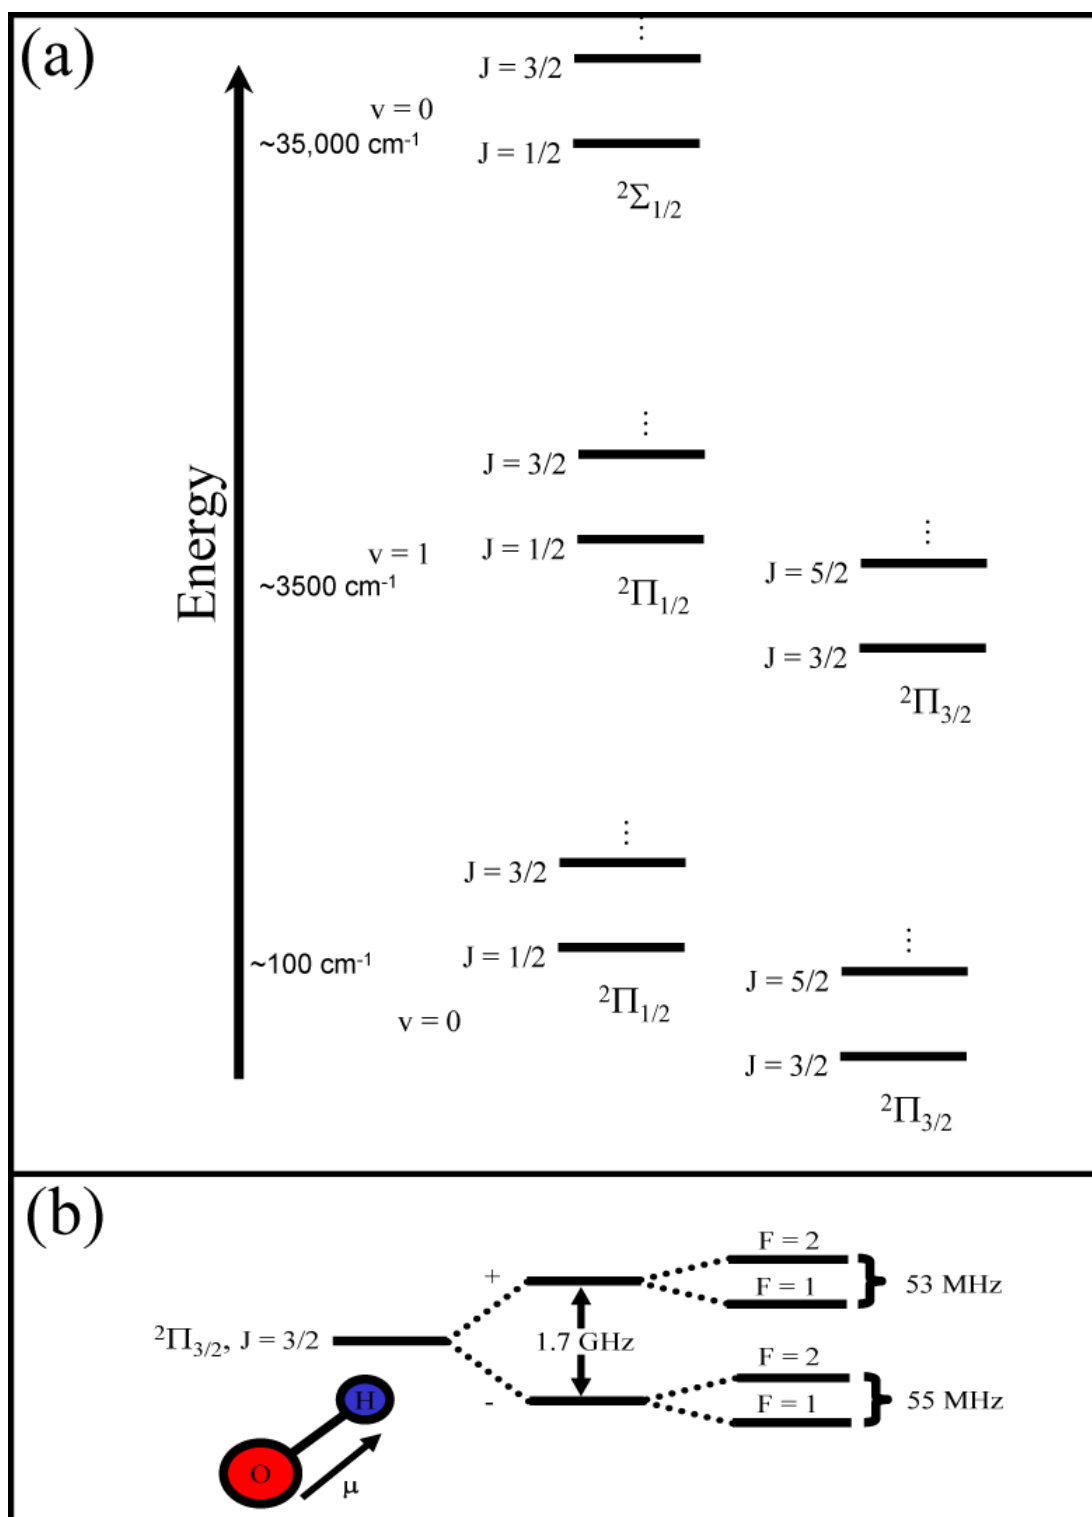 (a)
⋮
J = 3/2
v = 0
~35,000 cm⁻¹
J = 1/2
²Σ₁/₂
Energy
⋮
J = 3/2
v = 1
J = 1/2
~3500 cm⁻¹
²Π₁/₂
⋮
J = 5/2
J = 3/2
²Π₃/₂
⋮
J = 3/2
~100 cm⁻¹
J = 1/2
²Π₁/₂
v = 0
⋮
J = 5/2
J = 3/2
²Π₃/₂
(b)
F = 2
+
F = 1
53 MHz
²Π₃/₂, J = 3/2
1.7 GHz
F = 2
-
F = 1
55 MHz
H
O
μ